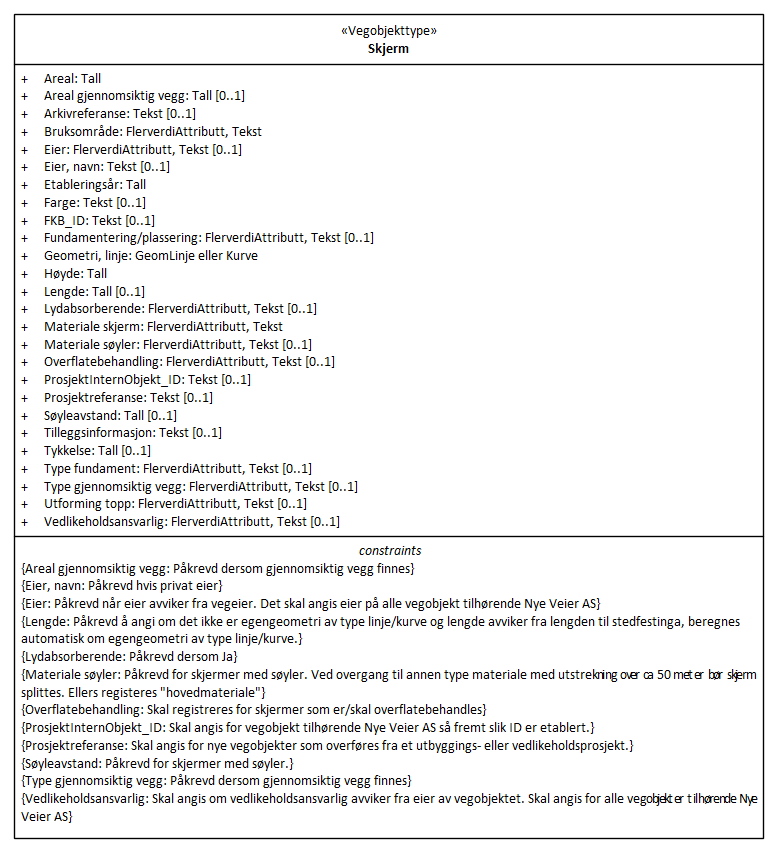 «Vegobjekttype»
Skjerm
+ Areal: Tall
+ Areal gjennomsiktig vegg: Tall [0..1]
+ Arkivreferanse: Tekst [0..1]
+ Bruksområde: FlerverdiAttributt, Tekst
+ Eier: FlerverdiAttributt, Tekst [0..1]
+ Eier, navn: Tekst [0..1]
+ Etableringsår: Tall
+ Farge: Tekst [0..1]
+ FKB_ID: Tekst [0..1]
+ Fundamentering/plassering: FlerverdiAttributt, Tekst [0..1]
+ Geometri, linje: GeomLinje eller Kurve
+ Høyde: Tall
+ Lengde: Tall [0..1]
+ Lydabsorberende: FlerverdiAttributt, Tekst [0..1]
+ Materiale skjerm: FlerverdiAttributt, Tekst
+ Materiale søyler: FlerverdiAttributt, Tekst [0..1]
+ Overflatebehandling: FlerverdiAttributt, Tekst [0..1]
+ ProsjektInternObjekt_ID: Tekst [0..1]
+ Prosjektreferanse: Tekst [0..1]
+ Søyleavstand: Tall [0..1]
+ Tilleggsinformasjon: Tekst [0..1]
+ Tykkelse: Tall [0..1]
+ Type fundament: FlerverdiAttributt, Tekst [0..1]
+ Type gjennomsiktig vegg: FlerverdiAttributt, Tekst [0..1]
+ Utforming topp: FlerverdiAttributt, Tekst [0..1]
+ Vedlikeholdsansvarlig: FlerverdiAttributt, Tekst [0..1]
constraints
{Areal gjennomsiktig vegg: Påkrevd dersom gjennomsiktig vegg finnes}
{Eier, navn: Påkrevd hvis privat eier}
{Eier: Påkrevd når eier avviker fra vegeier. Det skal angis eier på alle vegobjekt tilhørende Nye Veier AS}
{Lengde: Påkrevd å angi om det ikke er egengeometri av type linje/kurve og lengde avviker fra lengden til stedfestinga, beregnes
automatisk om egengeometri av type linje/kurve.}
{Lydabsorberende: Påkrevd dersom Ja}
{Materiale søyler: Påkrevd for skjermer med søyler. Ved overgang til annen type materiale med utstrekning over ca 50 meter bør skjerm
splittes. Ellers registeres "hovedmateriale"}
{Overflatebehandling: Skal registreres for skjermer som er/skal overflatebehandles}
{ProsjektInternObjekt_ID: Skal angis for vegobjekt tilhørende Nye Veier AS så fremt slik ID er etablert.}
{Prosjektreferanse: Skal angis for nye vegobjekter som overføres fra et utbyggings- eller vedlikeholdsprosjekt.}
{Søyleavstand: Påkrevd for skjermer med søyler.}
{Type gjennomsiktig vegg: Påkrevd dersom gjennomsiktig vegg finnes}
{Vedlikeholdsansvarlig: Skal angis om vedlikeholdsansvarlig avviker fra eier av vegobjektet. Skal angis for alle vegobjekter tilhørende Nye
Veier AS}